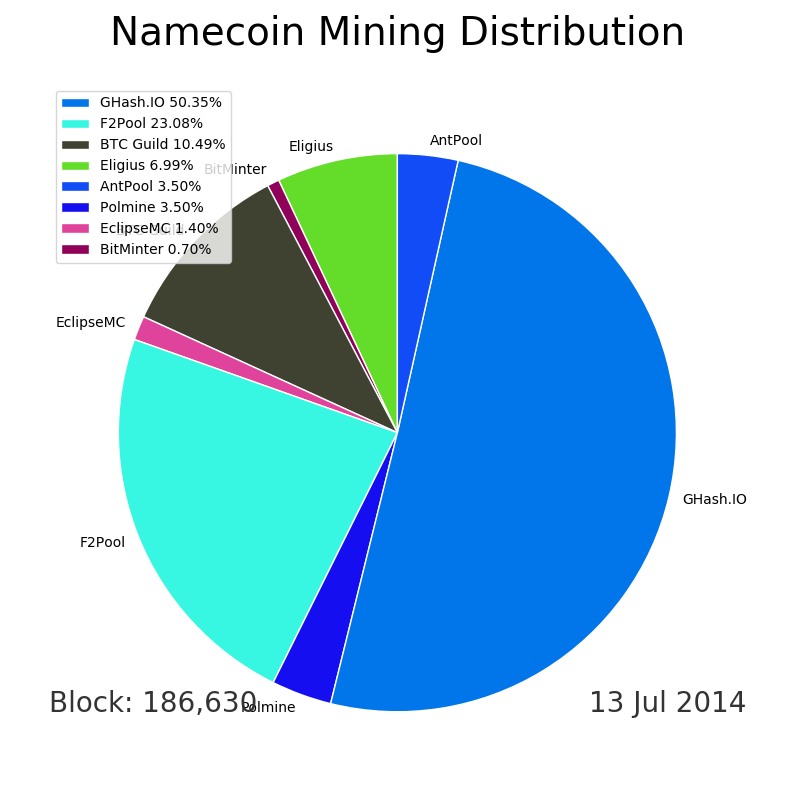 Namecoin Mining Distribution
GHash.IO 50.35%
F2Pool 23.08%
BTC Guild 10.49%
Eligius 6.99%
AntPool 3.50%
Polmine 3.50%
EclipseMC 1.40%
BitMinter 0.70%
AntPool
Eligius
BitMinter
EclipseMC
GHash.IO
F2Pool
Polmine
Block: 186,630
13 Jul 2014